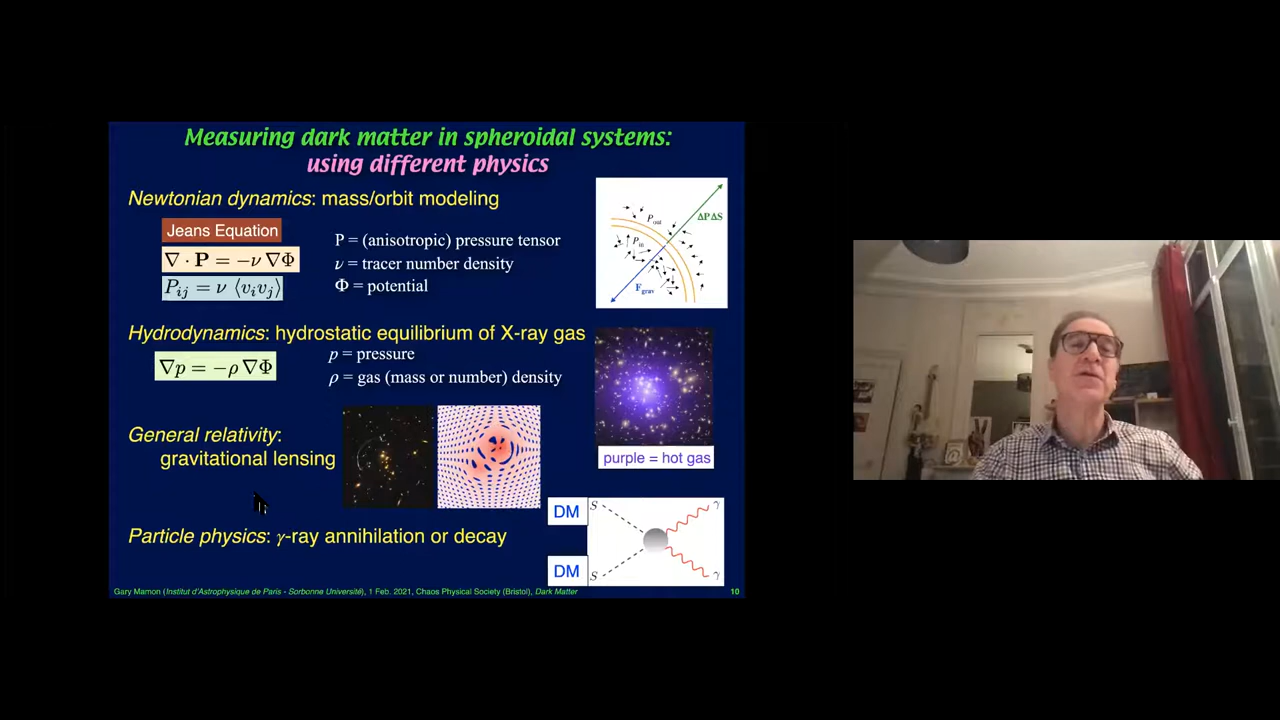 Measuring dark matter in spheroidal systems:
using different physics
Newtonian dynamics: mass/orbit modeling
Jeans Equation
∇ · P = −ν ∇Φ
P_ij = ν ⟨v_i v_j⟩
P = (anisotropic) pressure tensor
ν = tracer number density
Φ = potential
P_out
ΔPΔS
P_in
F_grav
Hydrodynamics: hydrostatic equilibrium of X-ray gas
∇p = −ρ ∇Φ
p = pressure
ρ = gas (mass or number) density
purple = hot gas
General relativity:
gravitational lensing
Particle physics: γ-ray annihilation or decay
DM S γ
DM S γ
Gary Mamon (Institut d'Astrophysique de Paris - Sorbonne Université), 1 Feb. 2021, Chaos Physical Society (Bristol), Dark Matter 10